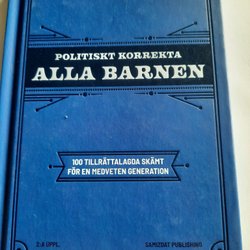 POLITISKT KORREKTA
ALLA BARNEN
100 TILLRÄTTALAGDA SKÄMT
FÖR EN MEDVETEN GENERATION
2:A UPPL.
SAMIZDAT PUBLISHING